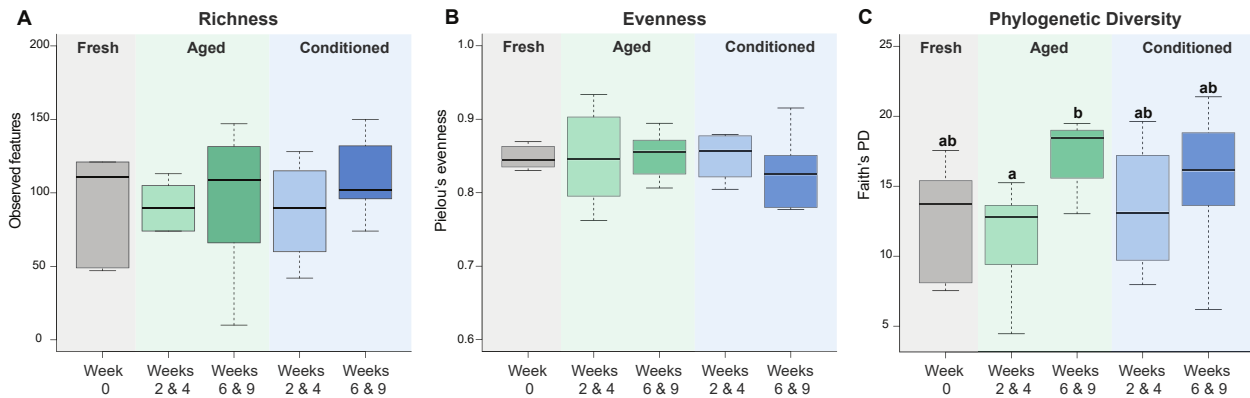 A
Richness
Fresh
Aged
Conditioned
Observed features
200
150
100
50
0
Week
0
Weeks
2 & 4
Weeks
6 & 9
Weeks
2 & 4
Weeks
6 & 9
B
Evenness
Fresh
Aged
Conditioned
Pielou's evenness
1.0
0.9
0.8
0.7
0.6
Week
0
Weeks
2 & 4
Weeks
6 & 9
Weeks
2 & 4
Weeks
6 & 9
C
Phylogenetic Diversity
Fresh
Aged
Conditioned
Faith's PD
25
20
15
10
5
ab
a
b
ab
ab
Week
0
Weeks
2 & 4
Weeks
6 & 9
Weeks
2 & 4
Weeks
6 & 9